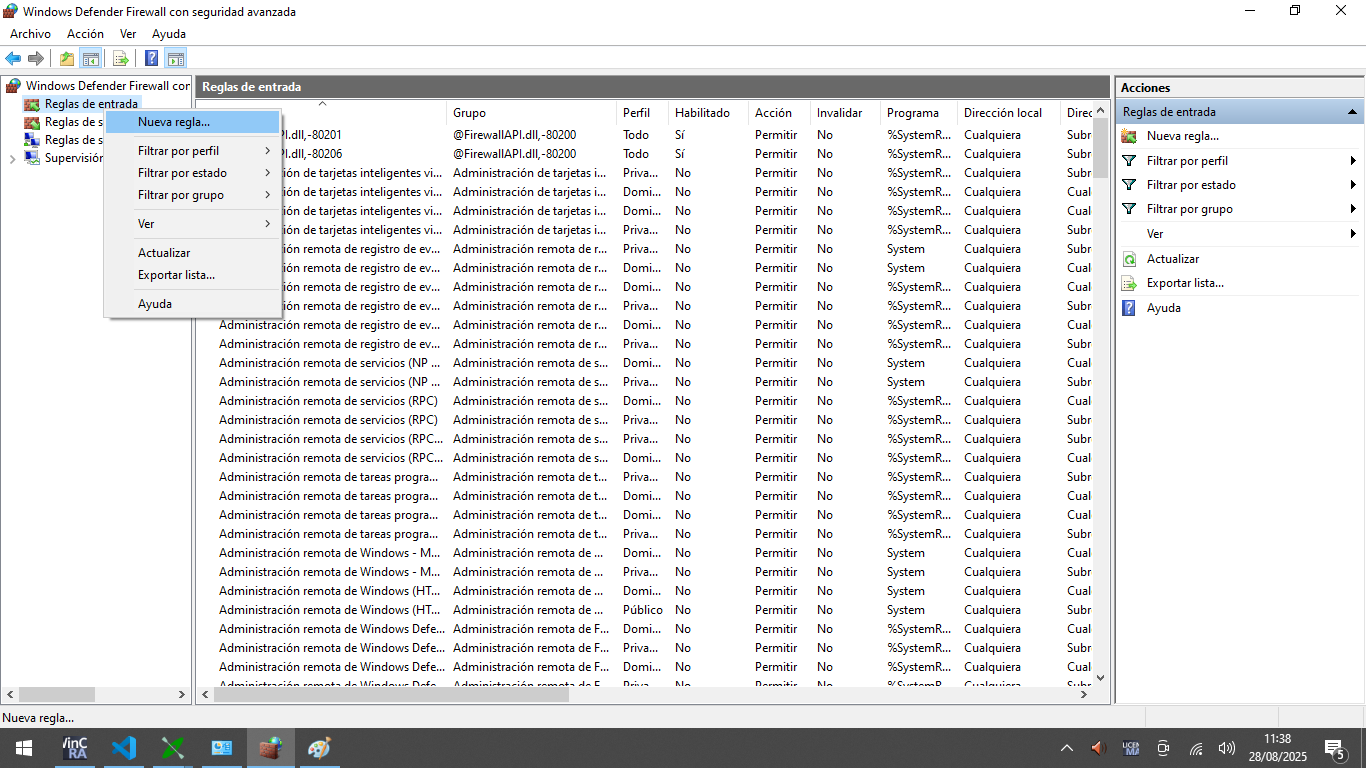 Windows Defender Firewall con seguridad avanzada
Archivo Acción Ver Ayuda
Windows Defender Firewall con
Reglas de entrada
Reglas de s
Reglas de s
Supervisión
Nueva regla...
Filtrar por perfil
Filtrar por estado
Filtrar por grupo
Ver
Actualizar
Exportar lista...
Ayuda
Reglas de entrada
Grupo Perfil Habilitado Acción Invalidar Programa Dirección local Direc
PI.dll,-80201 @FirewallAPI.dll,-80200 Todo Sí Permitir No %SystemR... Cualquiera Subr
PI.dll,-80206 @FirewallAPI.dll,-80200 Todo Sí Permitir No %SystemR... Cualquiera Subr
ión de tarjetas inteligentes vi... Administración de tarjetas i... Priva... No Permitir No %SystemR... Cualquiera Subr
ión de tarjetas inteligentes vi... Administración de tarjetas i... Domi... No Permitir No %SystemR... Cualquiera Cual
ión de tarjetas inteligentes vi... Administración de tarjetas i... Domi... No Permitir No %SystemR... Cualquiera Cual
ión de tarjetas inteligentes vi... Administración de tarjetas i... Priva... No Permitir No %SystemR... Cualquiera Subr
ión remota de registro de ev... Administración remota de r... Priva... No Permitir No System Cualquiera Subr
ión remota de registro de ev... Administración remota de r... Domi... No Permitir No System Cualquiera Cual
ión remota de registro de ev... Administración remota de r... Domi... No Permitir No %SystemR... Cualquiera Cual
ión remota de registro de ev... Administración remota de r... Priva... No Permitir No %SystemR... Cualquiera Subr
Administración remota de registro de ev... Administración remota de r... Domi... No Permitir No %SystemR... Cualquiera Cual
Administración remota de registro de ev... Administración remota de r... Priva... No Permitir No %SystemR... Cualquiera Subr
Administración remota de servicios (NP ... Administración remota de s... Domi... No Permitir No System Cualquiera Cual
Administración remota de servicios (NP ... Administración remota de s... Priva... No Permitir No System Cualquiera Subr
Administración remota de servicios (RPC) Administración remota de s... Domi... No Permitir No %SystemR... Cualquiera Cual
Administración remota de servicios (RPC) Administración remota de s... Priva... No Permitir No %SystemR... Cualquiera Subr
Administración remota de servicios (RPC... Administración remota de s... Priva... No Permitir No %SystemR... Cualquiera Subr
Administración remota de servicios (RPC... Administración remota de s... Domi... No Permitir No %SystemR... Cualquiera Cual
Administración remota de tareas progra... Administración remota de t... Priva... No Permitir No %SystemR... Cualquiera Subr
Administración remota de tareas progra... Administración remota de t... Domi... No Permitir No %SystemR... Cualquiera Cual
Administración remota de tareas progra... Administración remota de t... Domi... No Permitir No %SystemR... Cualquiera Cual
Administración remota de tareas progra... Administración remota de t... Priva... No Permitir No %SystemR... Cualquiera Subr
Administración remota de Windows - M... Administración remota de ... Domi... No Permitir No System Cualquiera Cual
Administración remota de Windows - M... Administración remota de ... Priva... No Permitir No System Cualquiera Subr
Administración remota de Windows (HT... Administración remota de ... Domi... No Permitir No System Cualquiera Cual
Administración remota de Windows (HT... Administración remota de ... Público No Permitir No System Cualquiera Subr
Administración remota de Windows Defe... Administración remota de F... Domi... No Permitir No %SystemR... Cualquiera Cual
Administración remota de Windows Defe... Administración remota de F... Priva... No Permitir No %SystemR... Cualquiera Subr
Administración remota de Windows Defe... Administración remota de F... Domi... No Permitir No %SystemR... Cualquiera Cual
Administración remota de Windows Defe... Administración remota de F... Priva... No Permitir No %SystemR... Cualquiera Subr
Acciones
Reglas de entrada
Nueva regla...
Filtrar por perfil
Filtrar por estado
Filtrar por grupo
Ver
Actualizar
Exportar lista...
Ayuda
Nueva regla...
11:38
28/08/2025
5